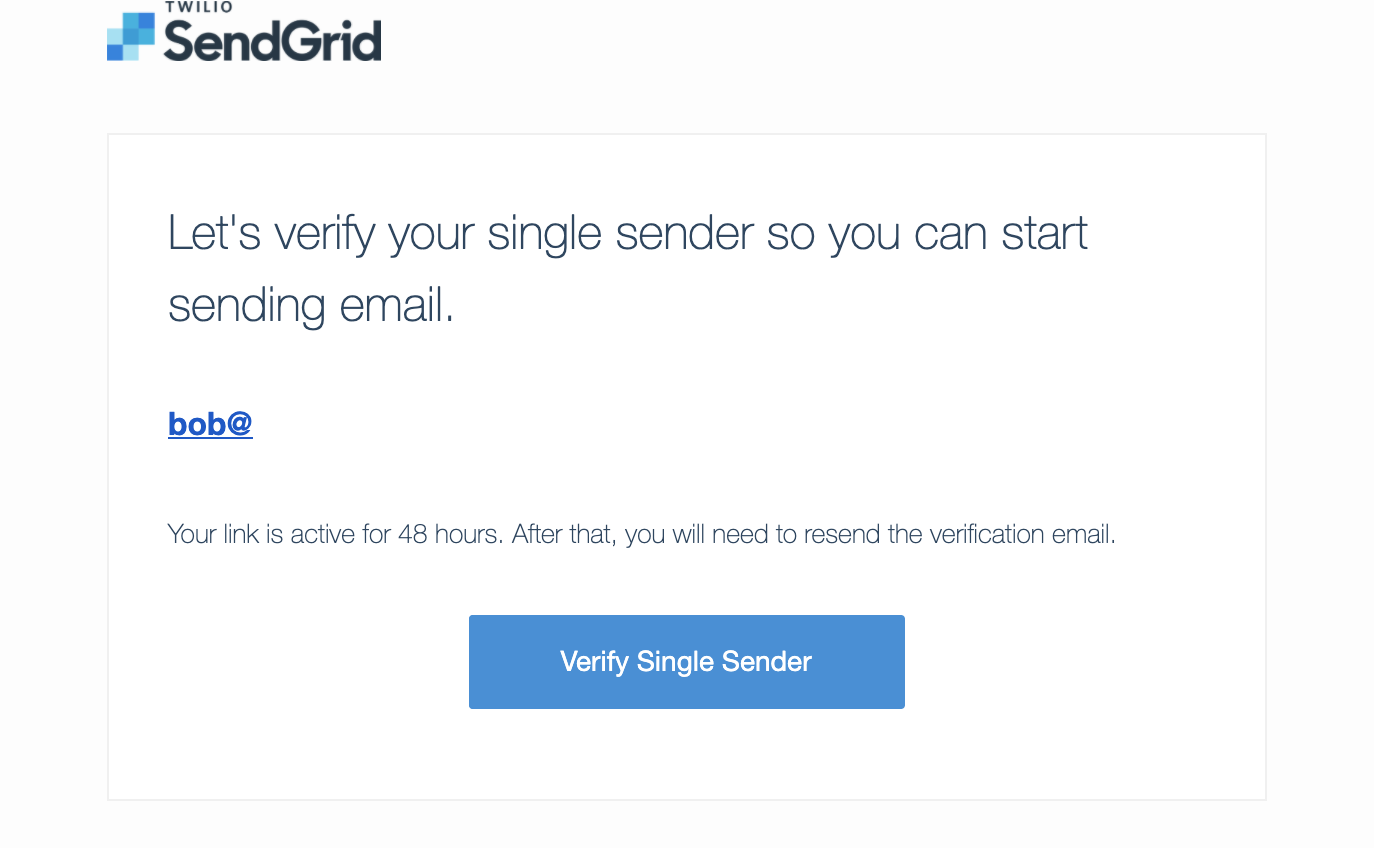 TWILIO
SendGrid
Let's verify your single sender so you can start
sending email.
bob@
Your link is active for 48 hours. After that, you will need to resend the verification email.
Verify Single Sender